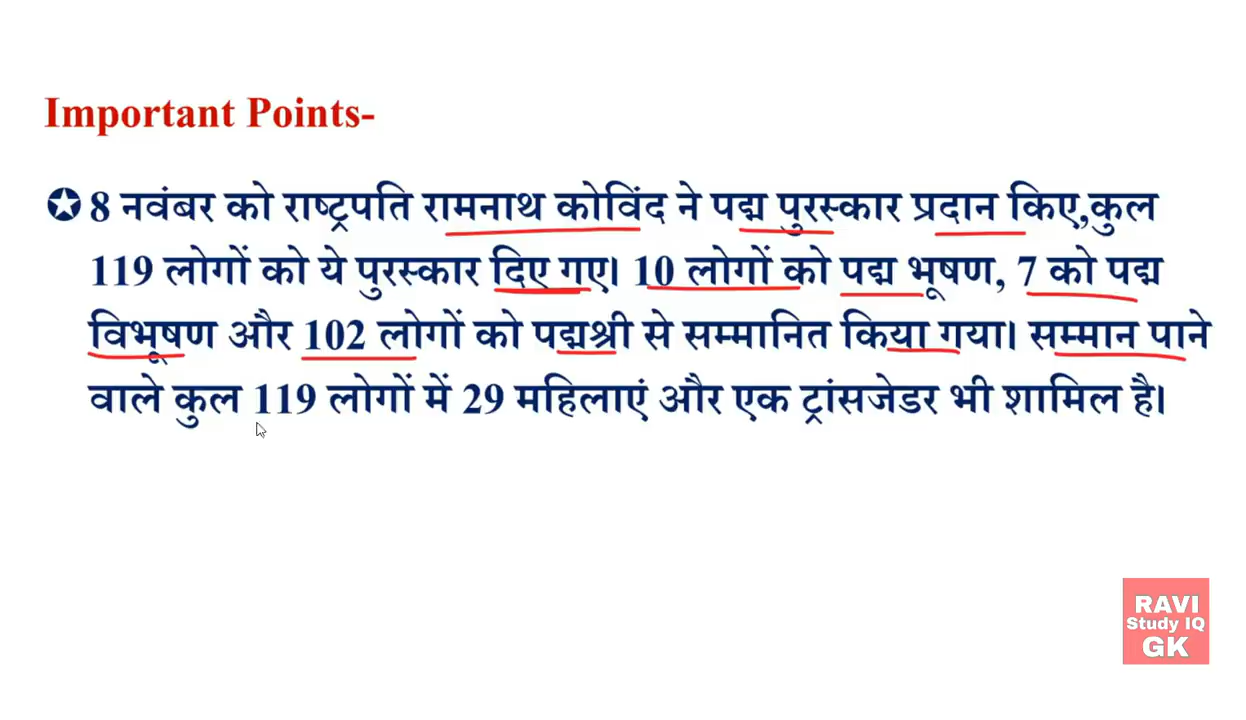 Important Points-
8 नवंबर को राष्ट्रपति रामनाथ कोविंद ने पद्म पुरस्कार प्रदान किए,कुल
119 लोगों को ये पुरस्कार दिए गए। 10 लोगों को पद्म भूषण, 7 को पद्म
विभूषण और 102 लोगों को पद्मश्री से सम्मानित किया गया। सम्मान पाने
वाले कुल 119 लोगों में 29 महिलाएं और एक ट्रांसजेडर भी शामिल है।
RAVI
Study IQ
GK